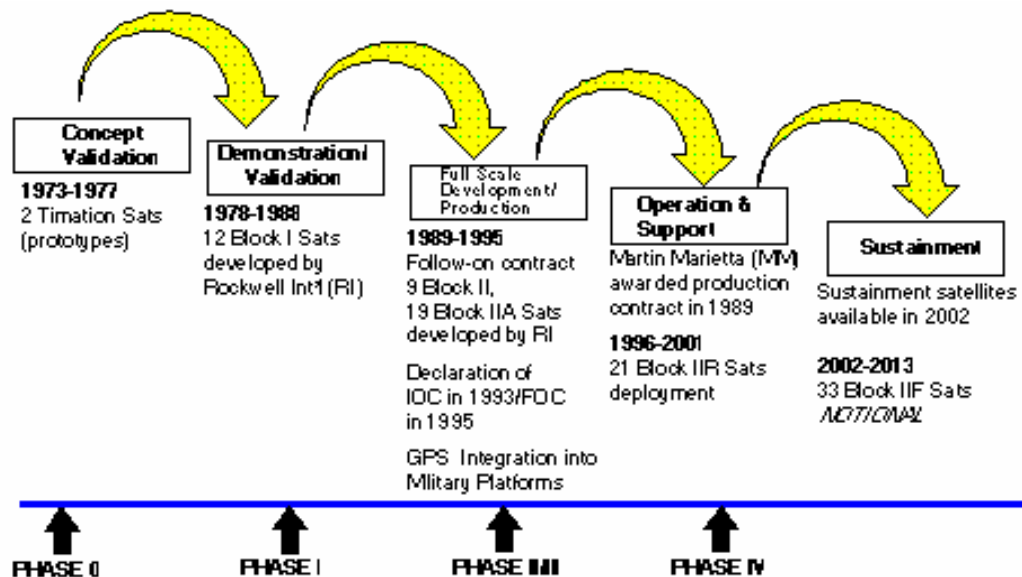 Concept
Validation
1973-1977
2 Timation Sats
(prototypes)
Demonstration/
Validation
1978-1988
12 Block I Sats
developed by
Rockwell Int'l (RI)
Full Scale
Development/
Production
1989-1995
Follow-on contract
9 Block II,
19 Block IIA Sats
developed by RI
Declaration of
IOC in 1993/FOC
in 1995
GPS Integration into
Military Platforms
Operation &
Support
Martin Marietta (MM)
awarded production
contract in 1989
1996-2001
21 Block IIR Sats
deployment
Sustainment
Sustainment satellites
available in 2002
2002-2013
33 Block IIF Sats
NOTIONAL
PHASE 0
PHASE I
PHASE II/III
PHASE IV